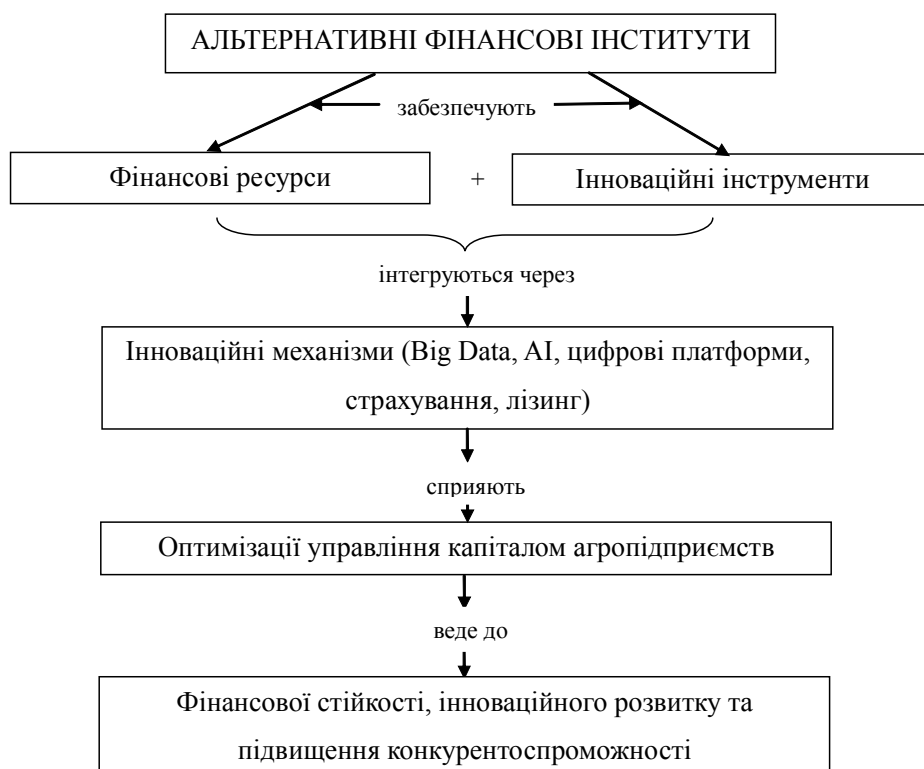 АЛЬТЕРНАТИВНІ ФІНАНСОВІ ІНСТИТУТИ
забезпечують
Фінансові ресурси
+
Інноваційні інструменти
інтегруються через
Інноваційні механізми (Big Data, AI, цифрові платформи,
страхування, лізинг)
сприяють
Оптимізації управління капіталом агропідприємств
веде до
Фінансової стійкості, інноваційного розвитку та
підвищення конкурентоспроможності